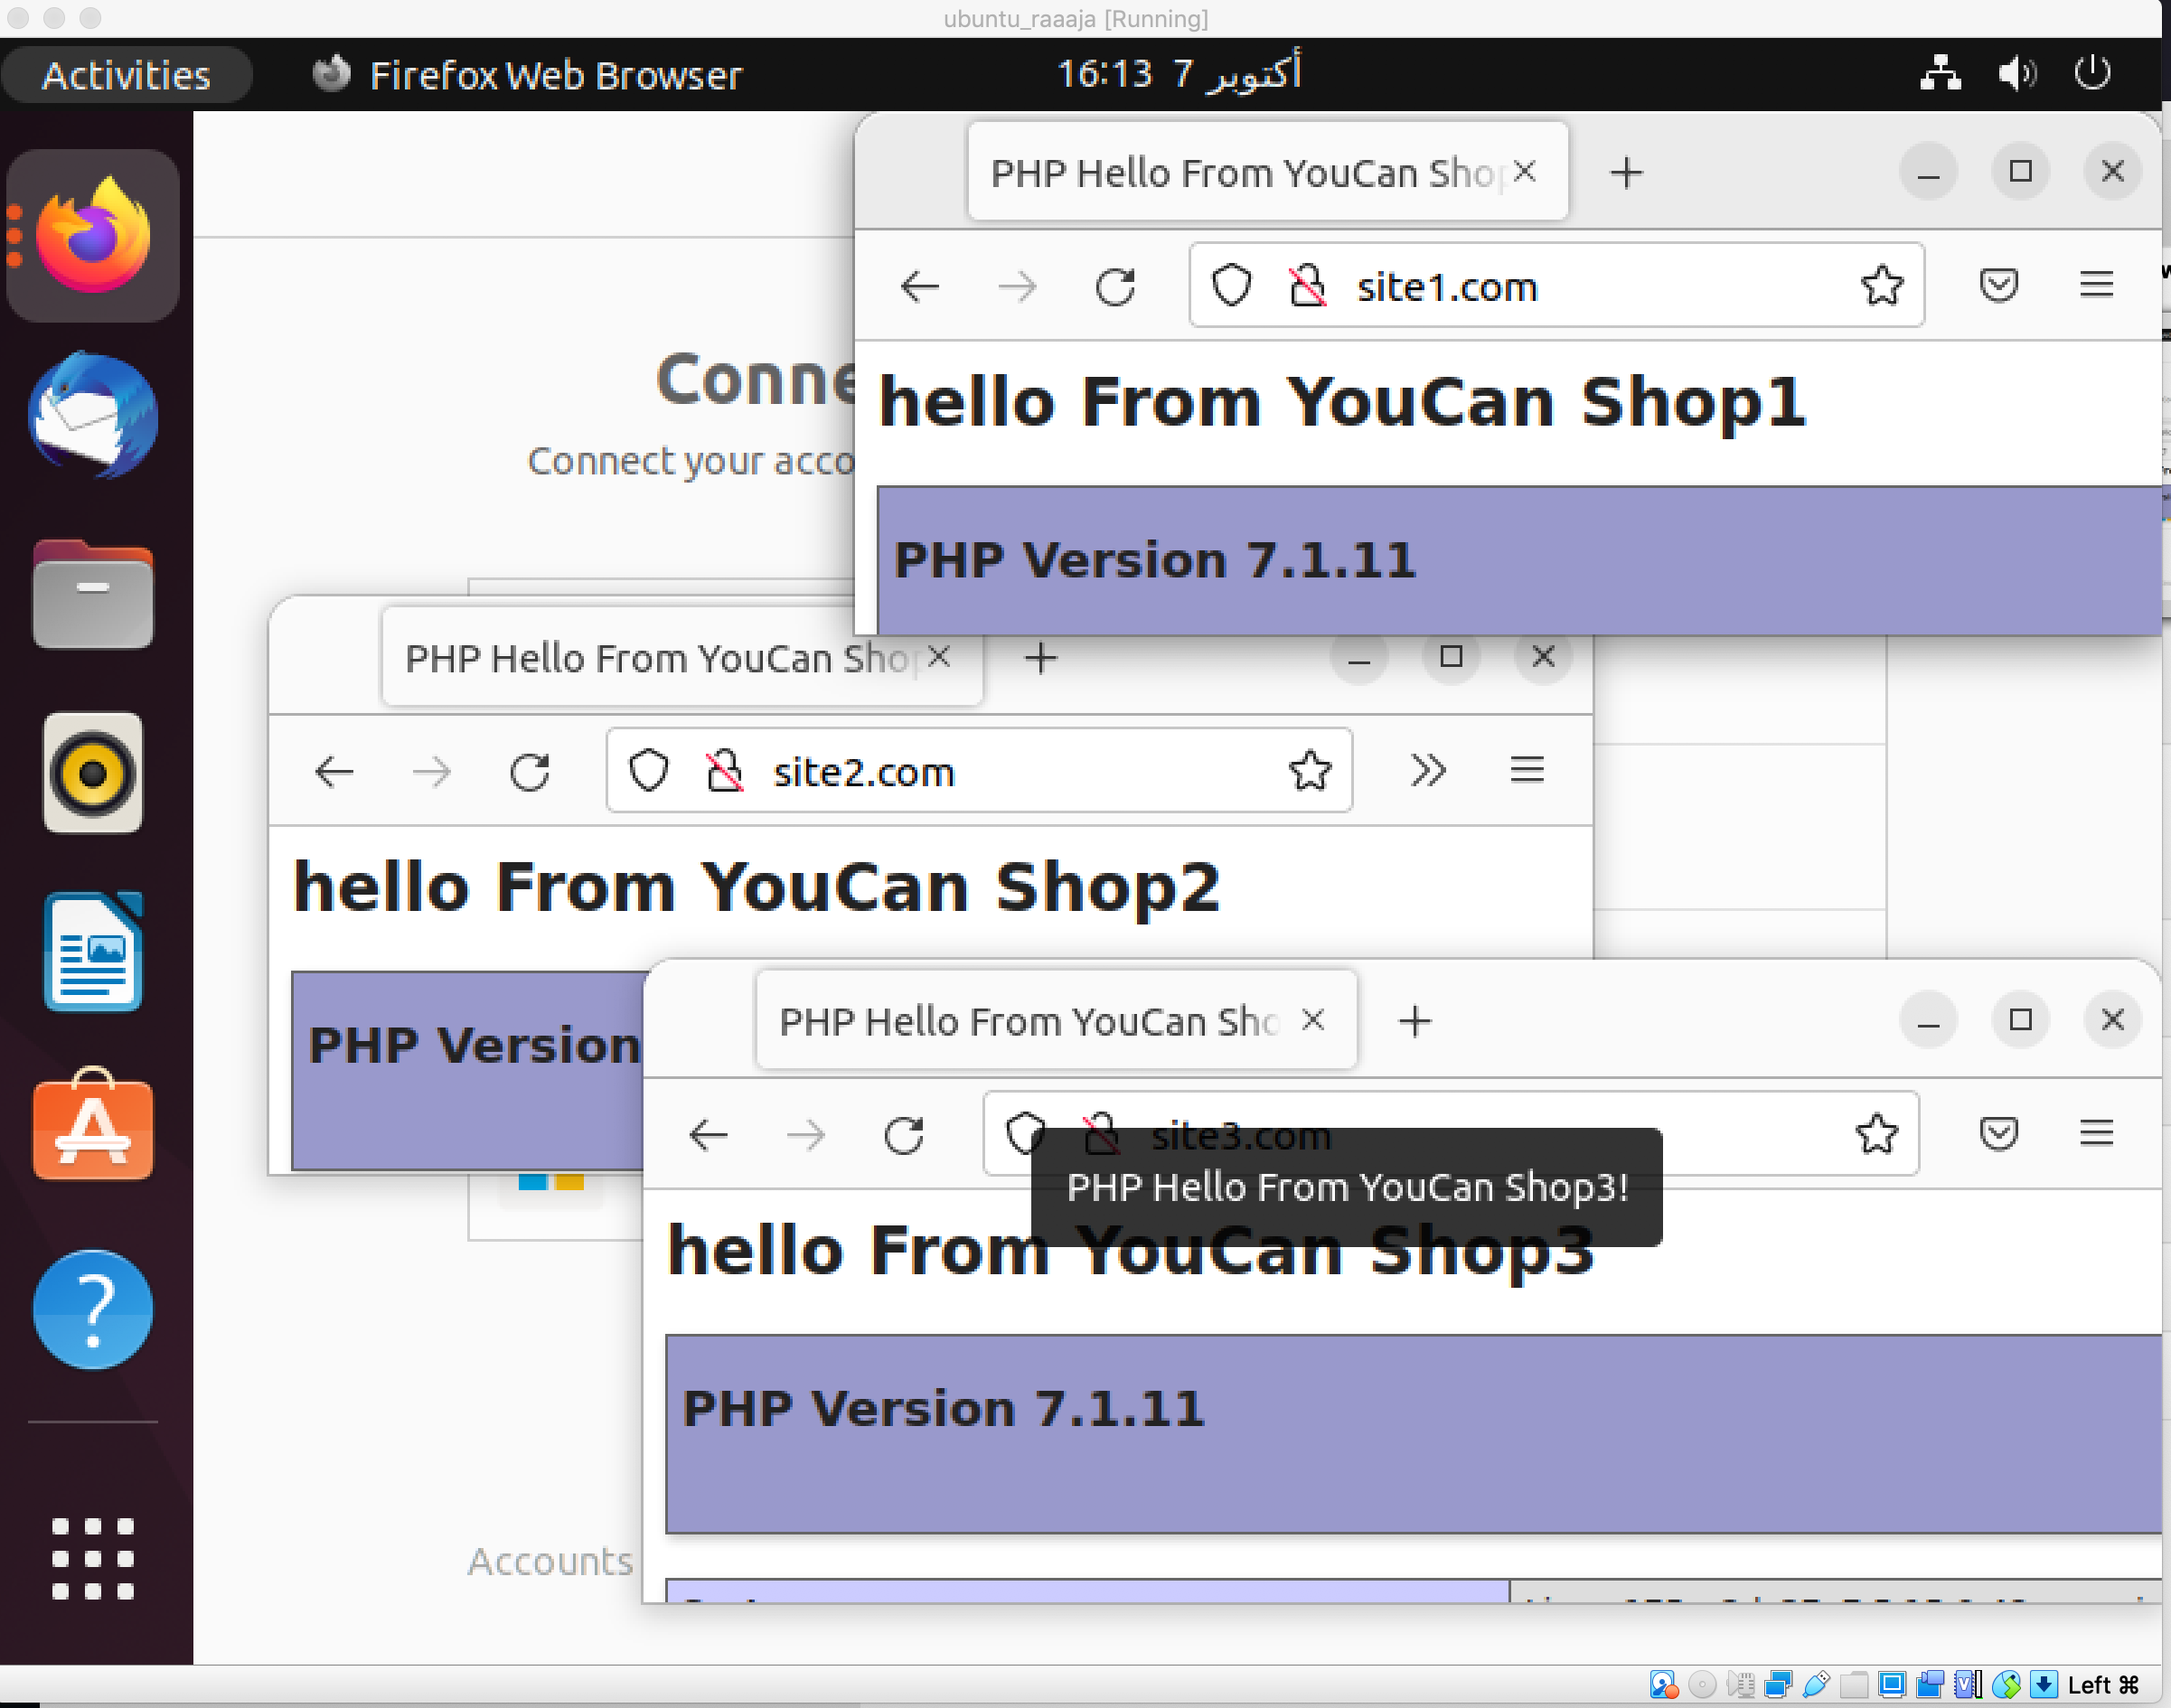 ubuntu_raaaja [Running]
Activities
Firefox Web Browser
16:13 7 أكتوبر
PHP Hello From YouCan Shop
site1.com
hello From YouCan Shop1
PHP Version 7.1.11
Conne
Connect your acco
PHP Hello From YouCan Shop
site2.com
hello From YouCan Shop2
PHP Version
PHP Hello From YouCan Sho
site3.com
PHP Hello From YouCan Shop3!
hello From YouCan Shop3
PHP Version 7.1.11
Accounts
Left ⌘